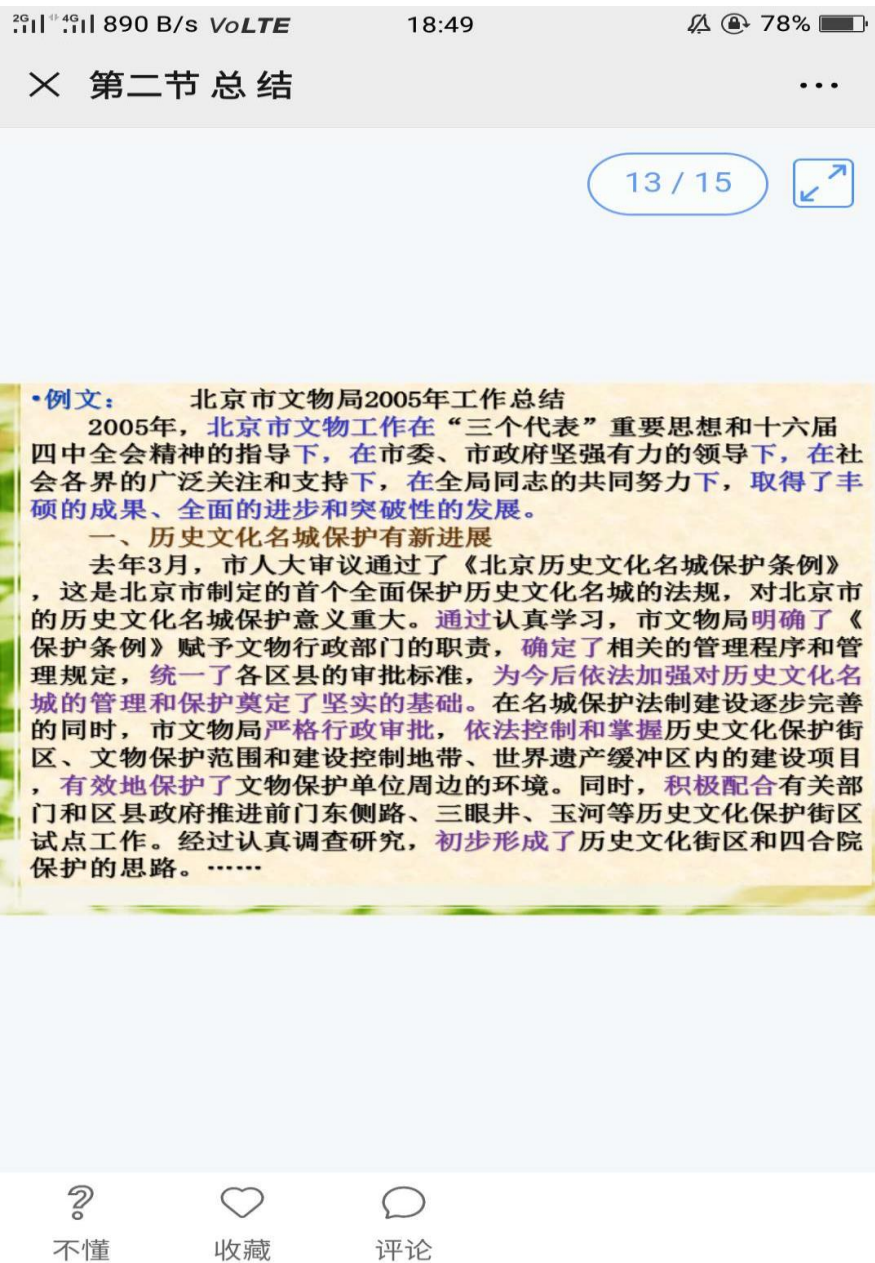 2G 4G 890 B/s VoLTE 18:49 78%
第二节 总 结
13 / 15
•例文： 北京市文物局2005年工作总结
2005年，北京市文物工作在“三个代表”重要思想和十六届
四中全会精神的指导下，在市委、市政府坚强有力的领导下，在社
会各界的广泛关注和支持下，在全局同志的共同努力下，取得了丰
硕的成果、全面的进步和突破性的发展。
一、历史文化名城保护有新进展
去年3月，市人大审议通过了《北京历史文化名城保护条例》
，这是北京市制定的首个全面保护历史文化名城的法规，对北京市
的历史文化名城保护意义重大。通过认真学习，市文物局明确了《
保护条例》赋予文物行政部门的职责，确定了相关的管理程序和管
理规定，统一了各区县的审批标准，为今后依法加强对历史文化名
城的管理和保护奠定了坚实的基础。在名城保护法制建设逐步完善
的同时，市文物局严格行政审批，依法控制和掌握历史文化保护街
区、文物保护范围和建设控制地带、世界遗产缓冲区内的建设项目
，有效地保护了文物保护单位周边的环境。同时，积极配合有关部
门和区县政府推进前门东侧路、三眼井、玉河等历史文化保护街区
试点工作。经过认真调查研究，初步形成了历史文化街区和四合院
保护的思路。……
不懂 收藏 评论